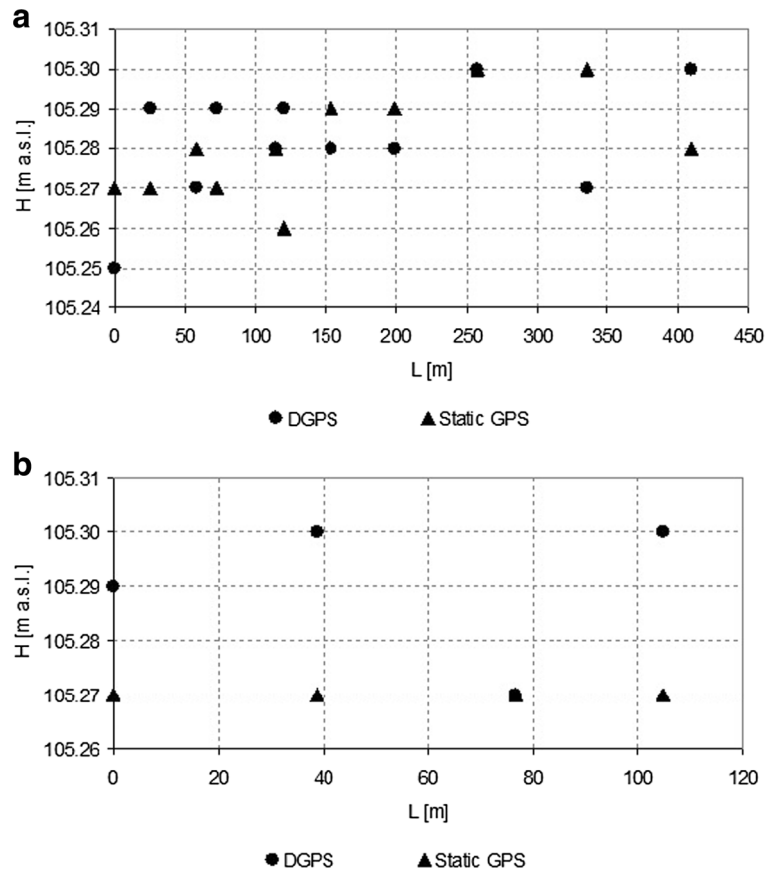 a
105.31
105.30
105.29
105.28
105.27
105.26
105.25
105.24
H [m a.s.l.]
0 50 100 150 200 250 300 350 400 450
L [m]
DGPS Static GPS
b
105.31
105.30
105.29
105.28
105.27
105.26
H [m a.s.l.]
0 20 40 60 80 100 120
L [m]
DGPS Static GPS